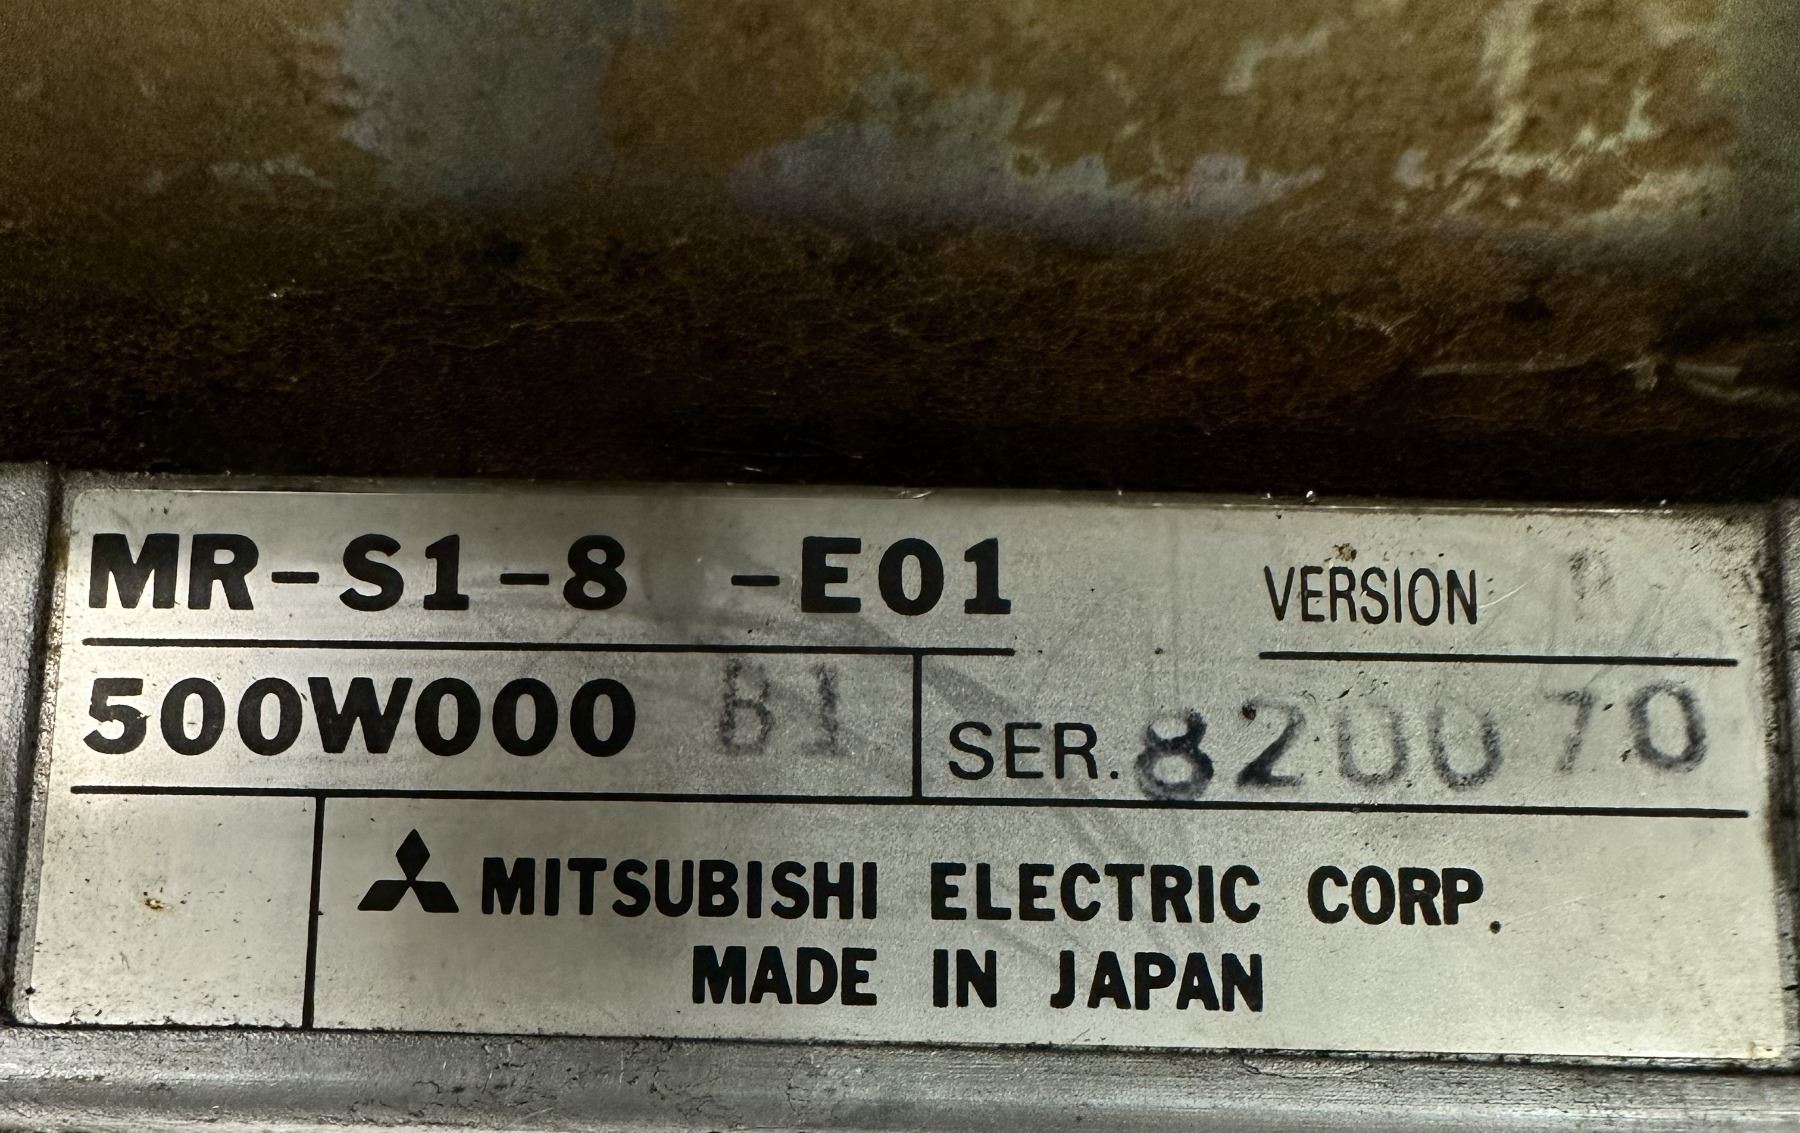 MR-S1-8 -E01 VERSION
500W000 B1 SER. 820070
MITSUBISHI ELECTRIC CORP.
MADE IN JAPAN